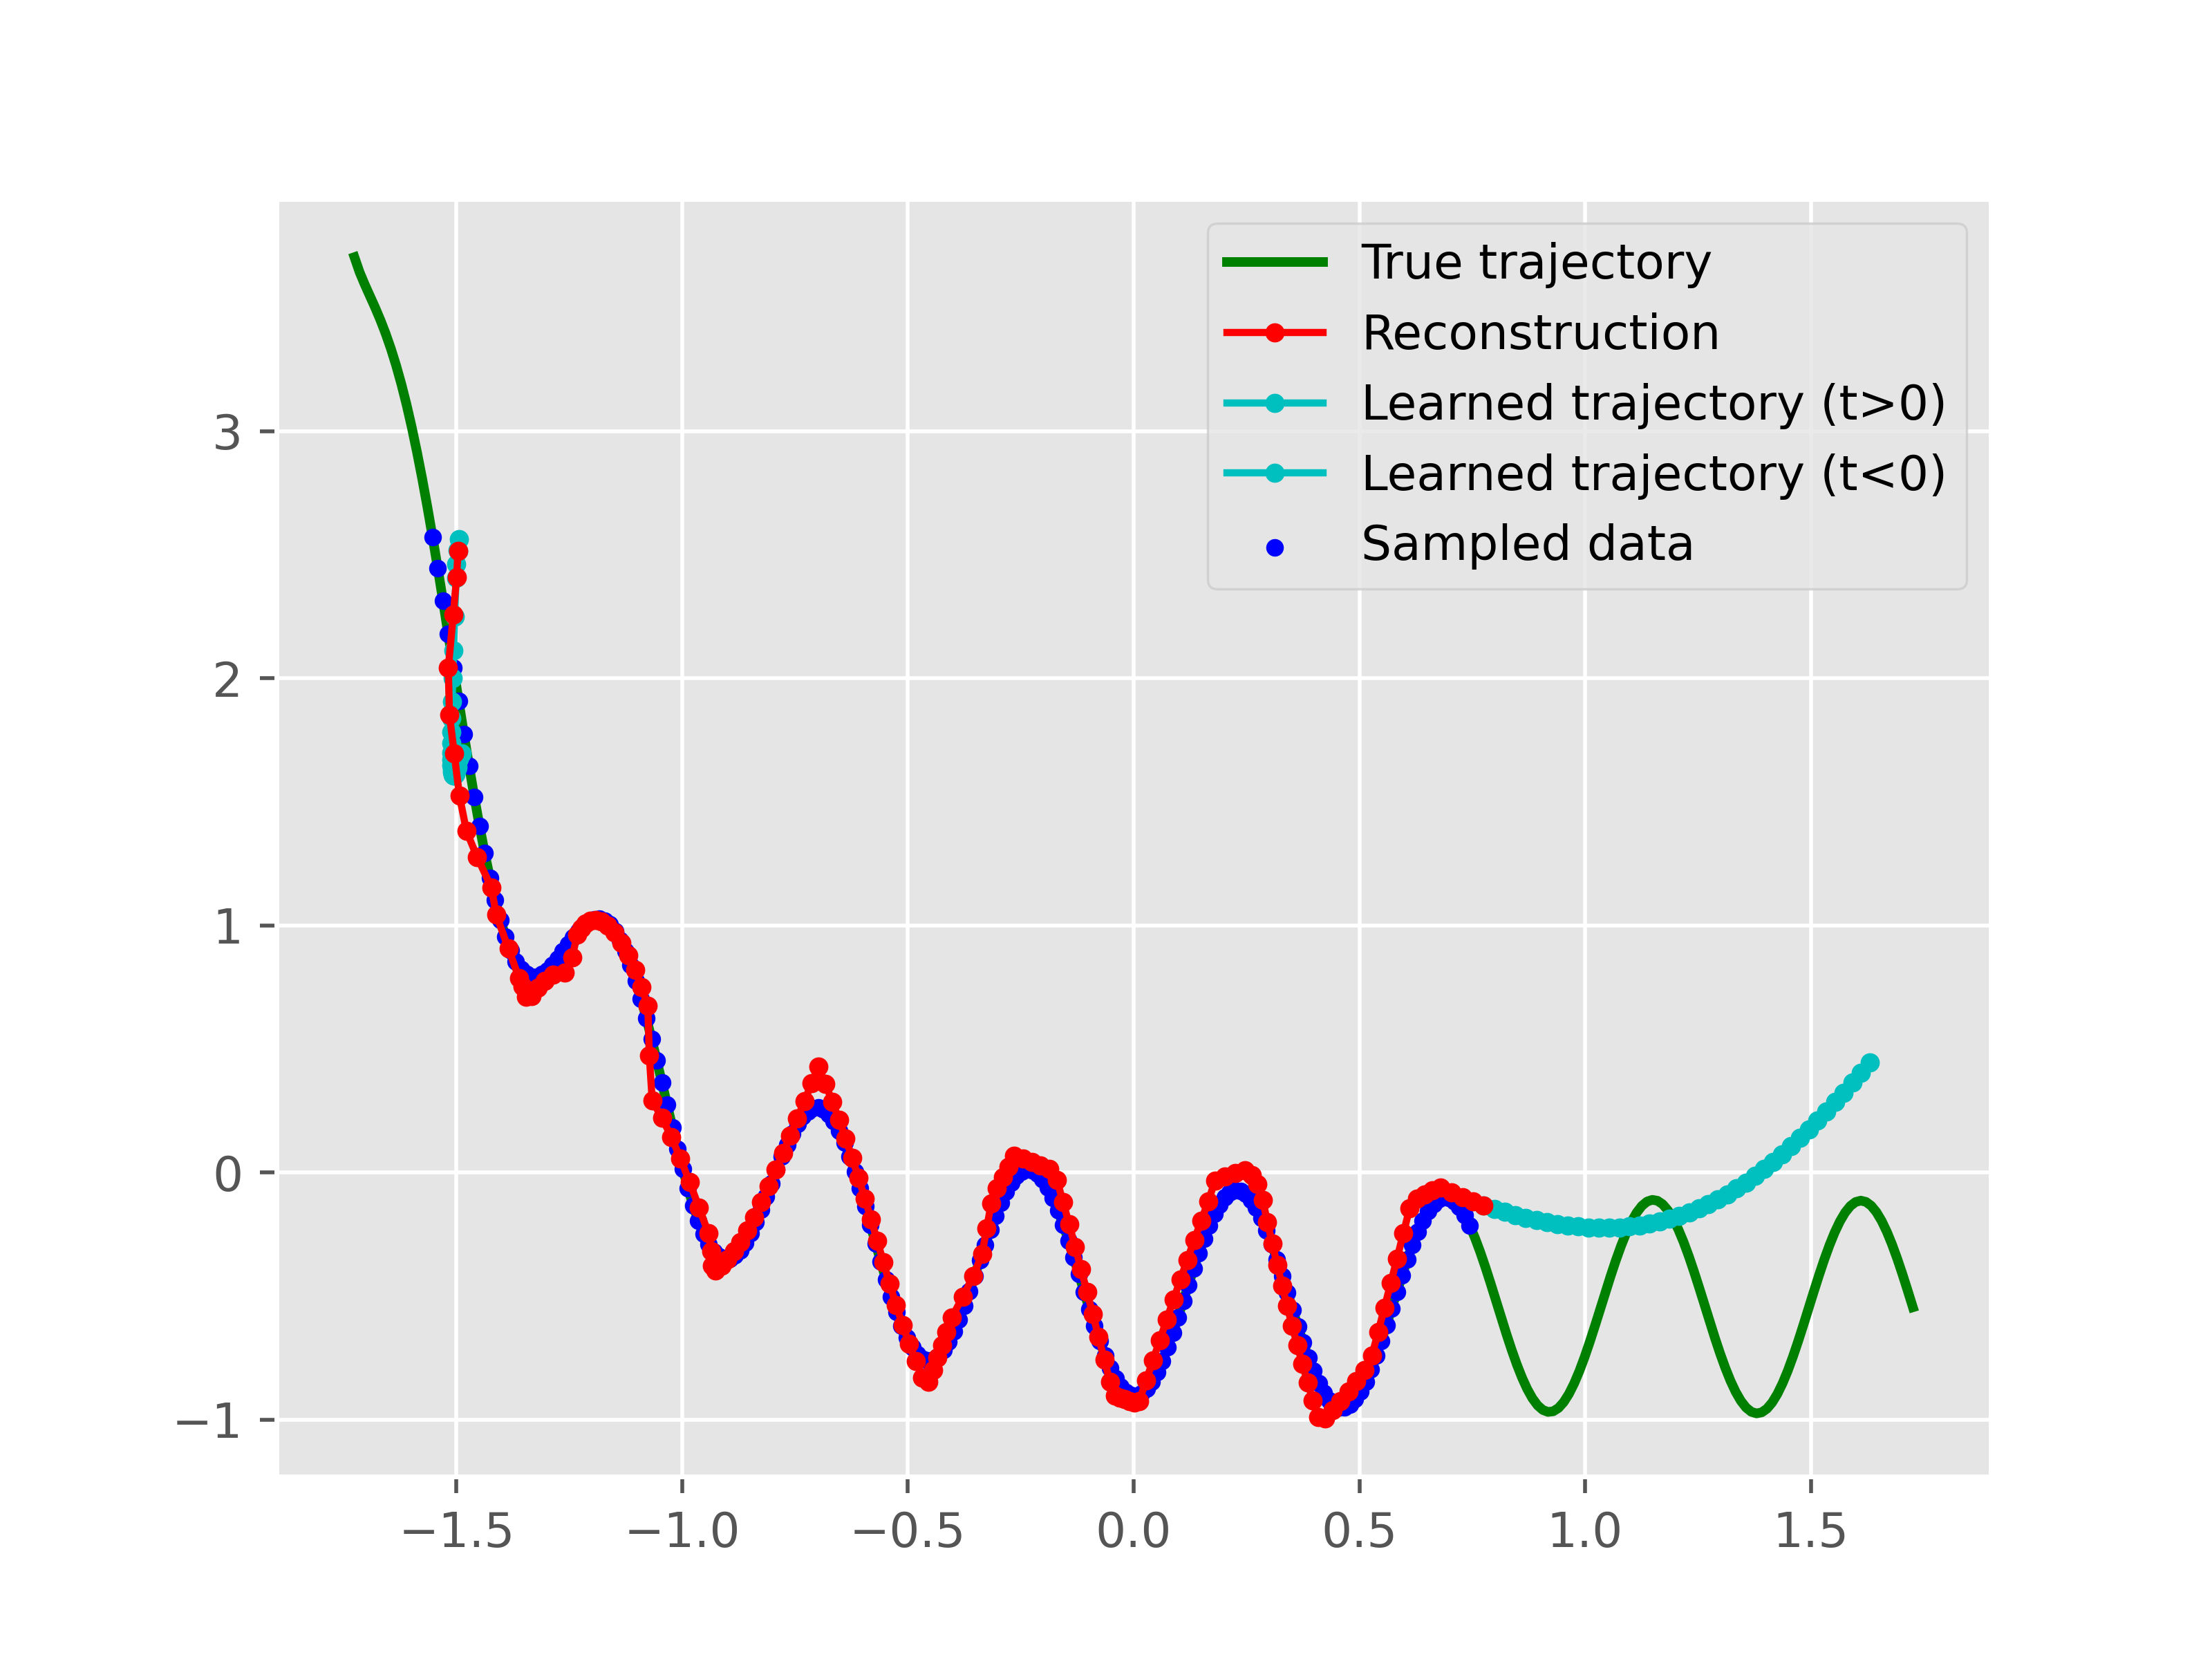 True trajectory
Reconstruction
Learned trajectory (t>0)
Learned trajectory (t<0)
Sampled data
3
2
1
0
−1
−1.5 −1.0 −0.5 0.0 0.5 1.0 1.5